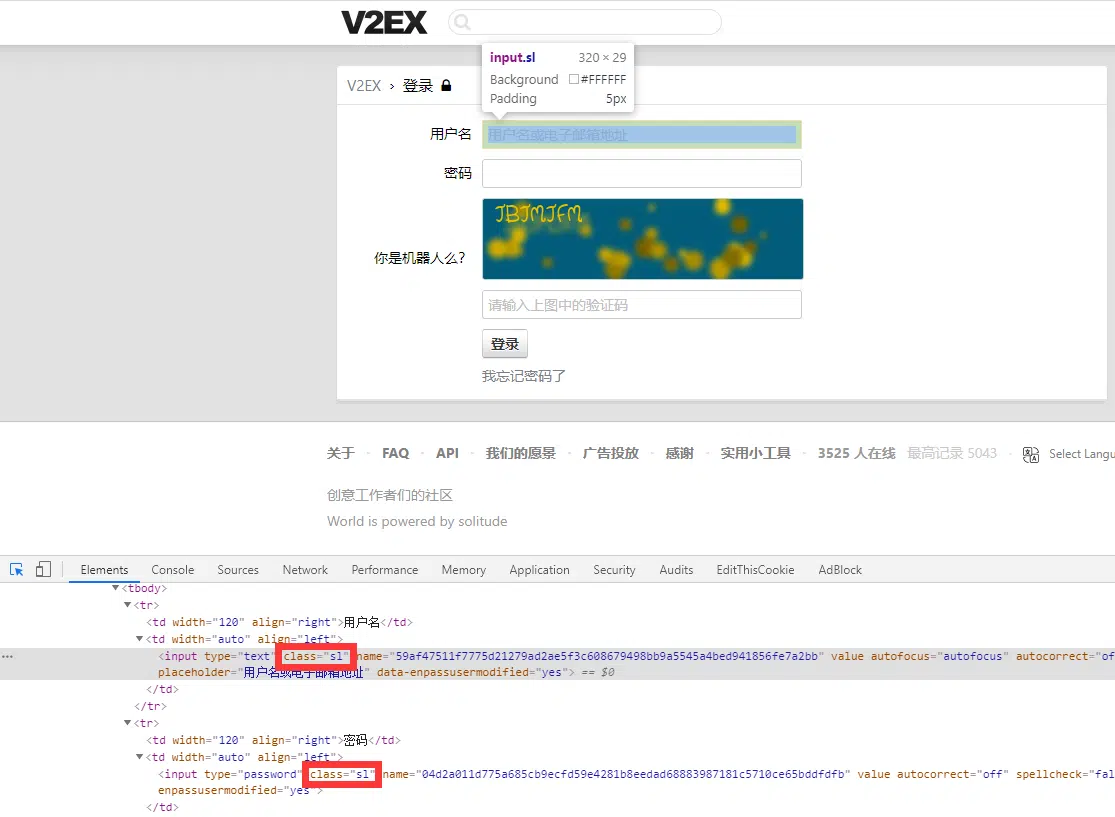 V2EX
input.sl 320 × 29
Background #FFFFFF
Padding 5px
V2EX › 登录
用户名 用户名或电子邮箱地址
密码
JBJMJFM
你是机器人么?
请输入上图中的验证码
登录
我忘记密码了
关于 · FAQ · API · 我们的愿景 · 广告投放 · 感谢 · 实用小工具 · 3525 人在线 最高记录 5043 · Select Langu
创意工作者们的社区
World is powered by solitude
Elements Console Sources Network Performance Memory Application Security Audits EditThisCookie AdBlock
▼<tbody>
▼<tr>
<td width="120" align="right">用户名</td>
▼<td width="auto" align="left">
<input type="text" class="sl" name="59af47511f7775d21279ad2ae5f3c608679498bb9a5545a4bed941856fe7a2bb" value autofocus="autofocus" autocorrect="of
placeholder="用户名或电子邮箱地址" data-enpassusermodified="yes"> == $0
</td>
</tr>
▼<tr>
<td width="120" align="right">密码</td>
▼<td width="auto" align="left">
<input type="password" class="sl" name="04d2a011d775a685cb9ecfd59e4281b8eedad68883987181c5710ce65bddfdfb" value autocorrect="off" spellcheck="fal
enpassusermodified="yes">
</td>